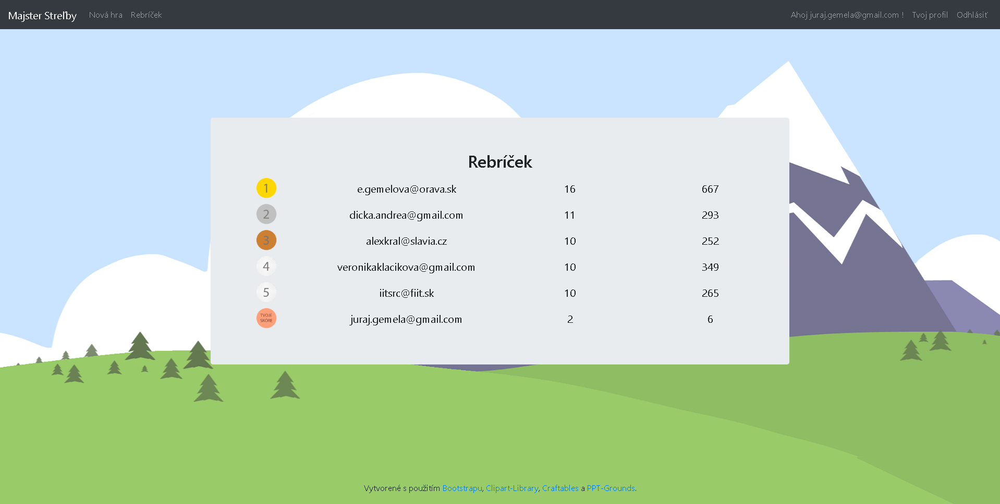 Majster Streľby Nová hra Rebríček Ahoj juraj.gemela@gmail.com ! Tvoj profil Odhlásiť
Rebríček
1 e.gemelova@orava.sk 16 667
2 dicka.andrea@gmail.com 11 293
3 alexkral@slavia.cz 10 252
4 veronikaklacikova@gmail.com 10 349
5 iitsrc@fiit.sk 10 265
TVOJE SKÓRE juraj.gemela@gmail.com 2 6
Vytvorené s použitím Bootstrapu, Clipart-Library, Craftables a PPT-Grounds.